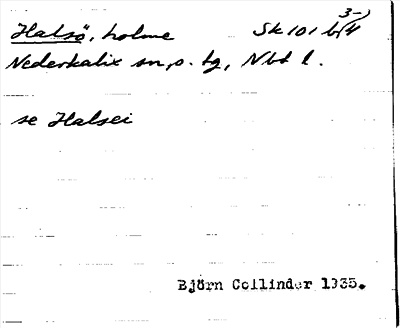 Halsö, holme Sk 101 b 3-4
Nederkalix sn, o. tg, Nbt l.
se Halsei
Björn Collinder 1935.